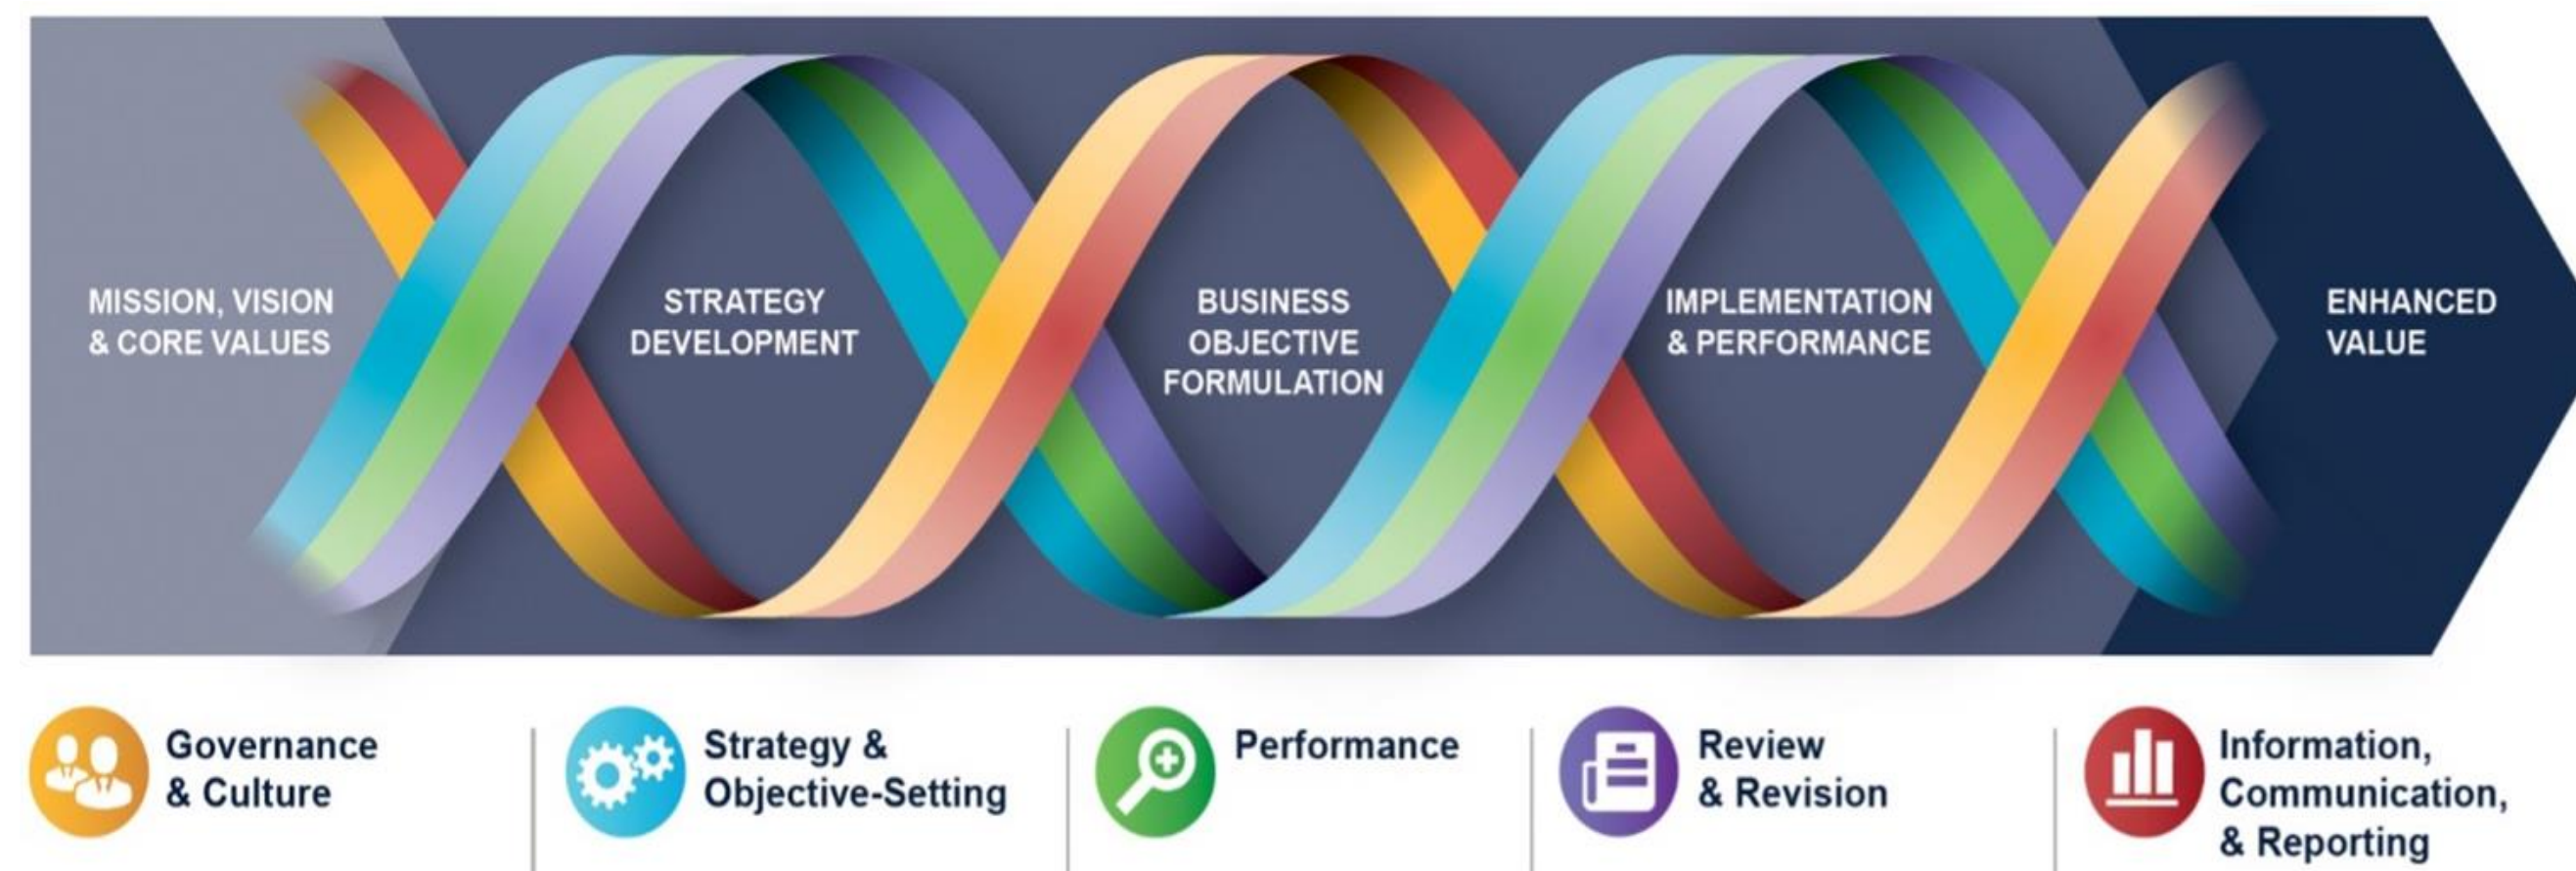 MISSION, VISION
& CORE VALUES
STRATEGY
DEVELOPMENT
BUSINESS
OBJECTIVE
FORMULATION
IMPLEMENTATION
& PERFORMANCE
ENHANCED
VALUE
Governance
& Culture
Strategy &
Objective-Setting
Performance
Review
& Revision
Information,
Communication,
& Reporting